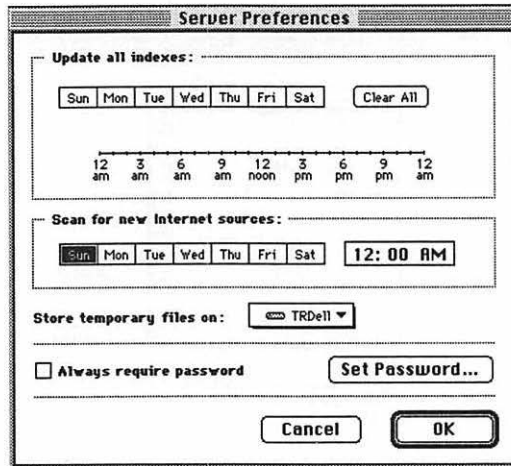 Server Preferences
Update all indexes:
Sun Mon Tue Wed Thu Fri Sat Clear All
12 3 6 9 12 3 6 9 12
am am am am noon pm pm pm am
Scan for new Internet sources:
Sun Mon Tue Wed Thu Fri Sat 12:00 AM
Store temporary files on: TRDell
Always require password Set Password...
Cancel OK